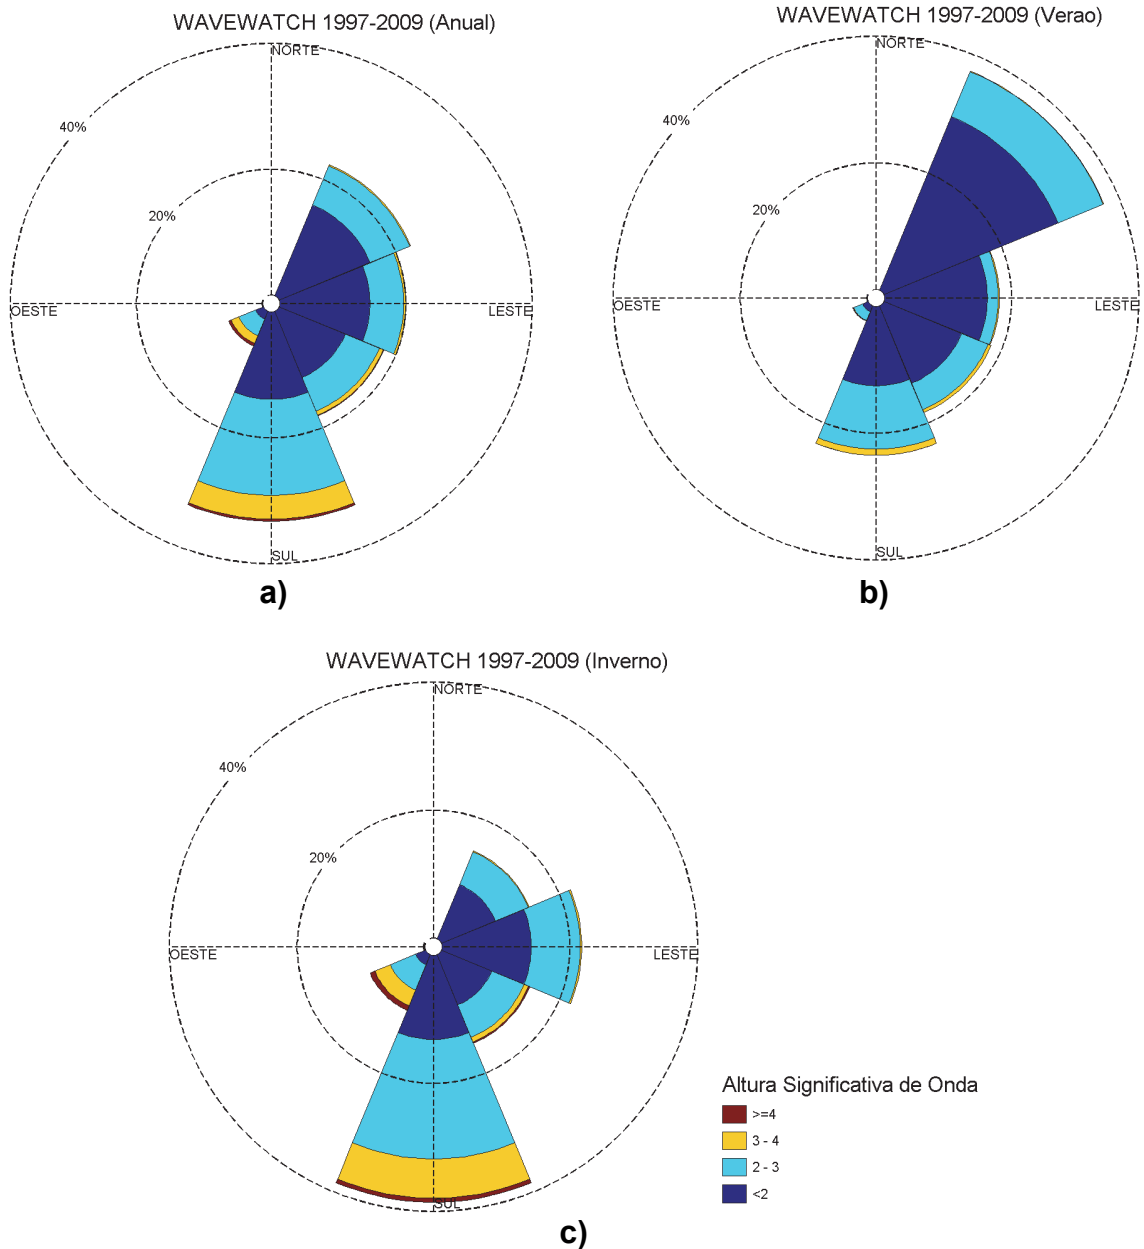 WAVEWATCH 1997-2009 (Anual)
NORTE
40%
20%
OESTE
LESTE
SUL
a)
WAVEWATCH 1997-2009 (Verao)
NORTE
40%
20%
OESTE
LESTE
SUL
b)
WAVEWATCH 1997-2009 (Inverno)
NORTE
40%
20%
OESTE
LESTE
SUL
c)
Altura Significativa de Onda
>=4
3 - 4
2 - 3
<2